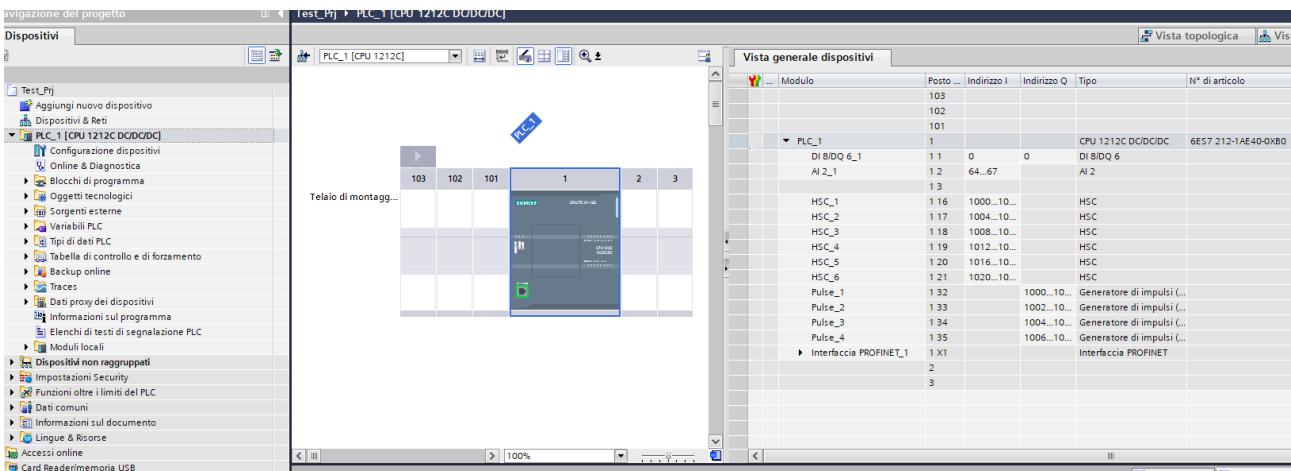 avigazione del progetto
Test_Prj ▸ PLC_1 [CPU 1212C DC/DC/DC]
Dispositivi
Test_Prj
Aggiungi nuovo dispositivo
Dispositivi & Reti
PLC_1 [CPU 1212C DC/DC/DC]
Configurazione dispositivi
Online & Diagnostica
Blocchi di programma
Oggetti tecnologici
Sorgenti esterne
Variabili PLC
Tipi di dati PLC
Tabella di controllo e di forzamento
Backup online
Traces
Dati proxy dei dispositivi
Informazioni sul programma
Elenchi di testi di segnalazione PLC
Moduli locali
Dispositivi non raggruppati
Impostazioni Security
Funzioni oltre i limiti del PLC
Dati comuni
Informazioni sul documento
Lingue & Risorse
Accessi online
Card Reader/memoria USB
PLC_1 [CPU 1212C]
PLC_1
103 102 101 1 2 3
Telaio di montagg...
SIEMENS
100%
Vista topologica Vis
Vista generale dispositivi
... Modulo Posto ... Indirizzo I Indirizzo Q Tipo N° di articolo
103
102
101
PLC_1 1 CPU 1212C DC/DC/DC 6ES7 212-1AE40-0XB0
DI 8/DQ 6_1 1 1 0 0 DI 8/DQ 6
AI 2_1 1 2 64...67 AI 2
1 3
HSC_1 1 16 1000...10... HSC
HSC_2 1 17 1004...10... HSC
HSC_3 1 18 1008...10... HSC
HSC_4 1 19 1012...10... HSC
HSC_5 1 20 1016...10... HSC
HSC_6 1 21 1020...10... HSC
Pulse_1 1 32 1000...10... Generatore di impulsi (...
Pulse_2 1 33 1002...10... Generatore di impulsi (...
Pulse_3 1 34 1004...10... Generatore di impulsi (...
Pulse_4 1 35 1006...10... Generatore di impulsi (...
Interfaccia PROFINET_1 1 X1 Interfaccia PROFINET
2
3